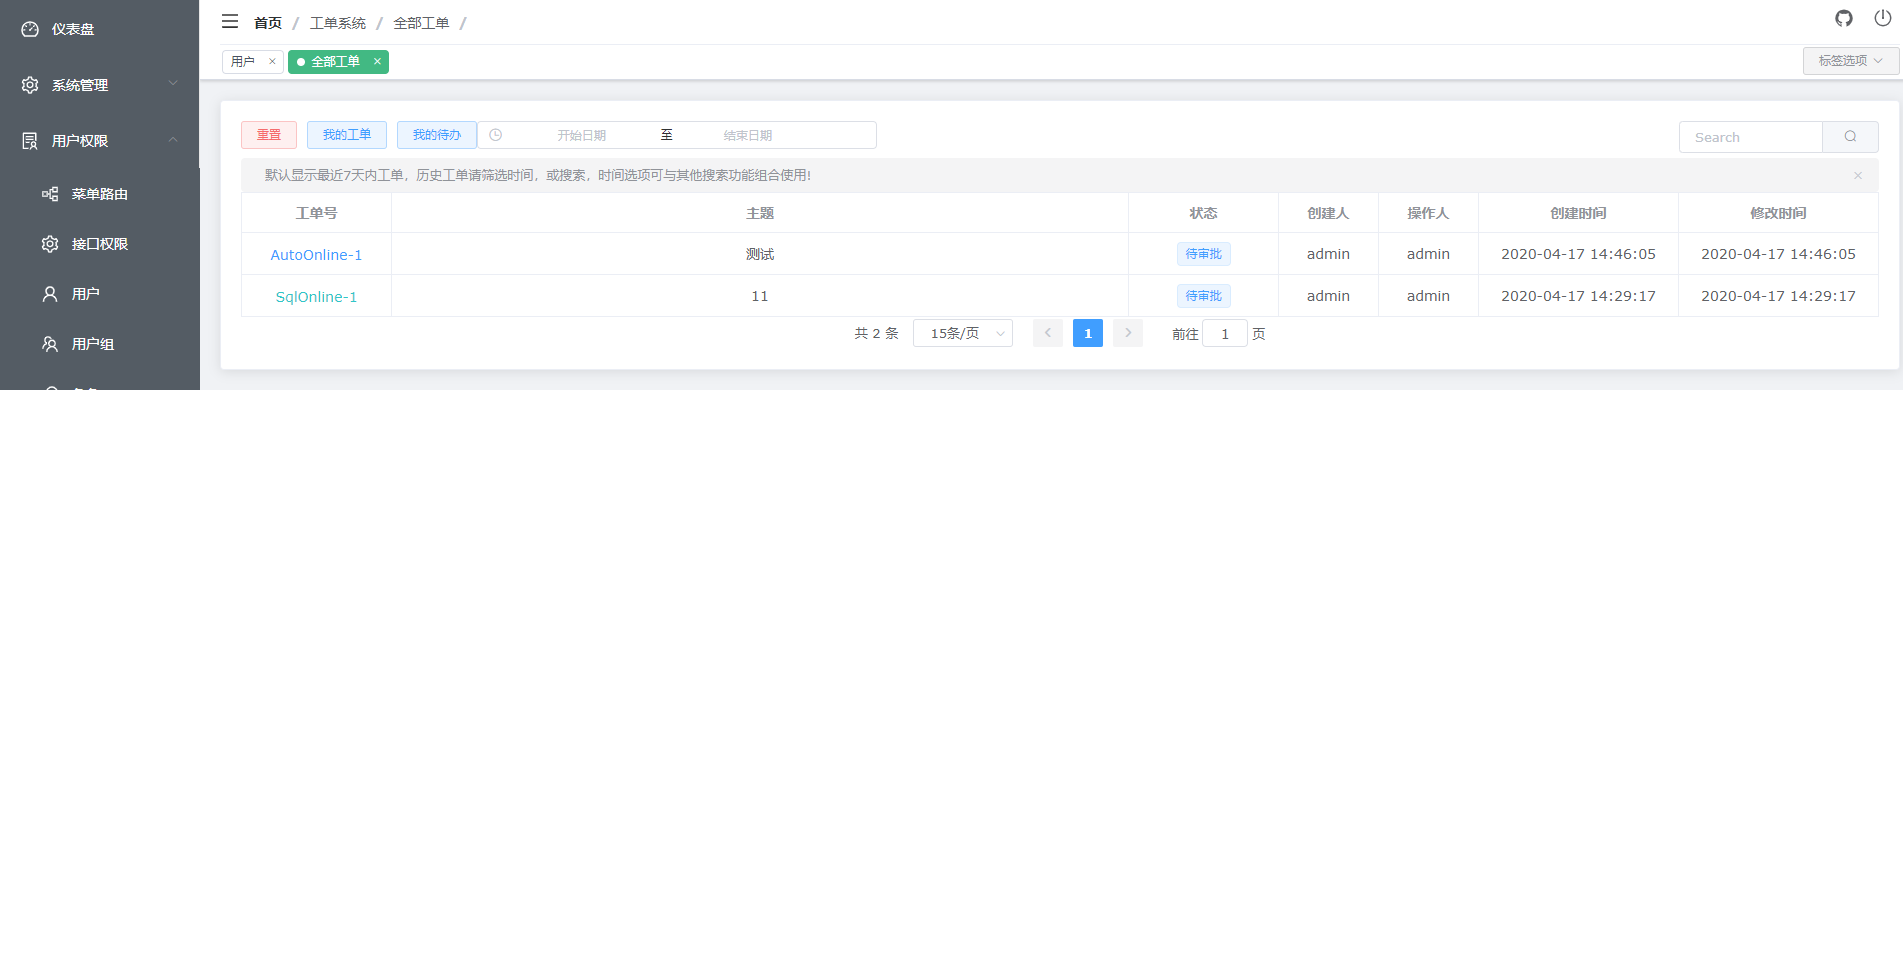 仪表盘
系统管理
用户权限
菜单路由
接口权限
用户
用户组
首页 / 工单系统 / 全部工单 /
用户 × 全部工单 ×
标签选项
重置 我的工单 我的待办 开始日期 至 结束日期 Search
默认显示最近7天内工单，历史工单请筛选时间，或搜索，时间选项可与其他搜索功能组合使用!
工单号 主题 状态 创建人 操作人 创建时间 修改时间
AutoOnline-1 测试 待审批 admin admin 2020-04-17 14:46:05 2020-04-17 14:46:05
SqlOnline-1 11 待审批 admin admin 2020-04-17 14:29:17 2020-04-17 14:29:17
共 2 条 15条/页 1 前往 1 页